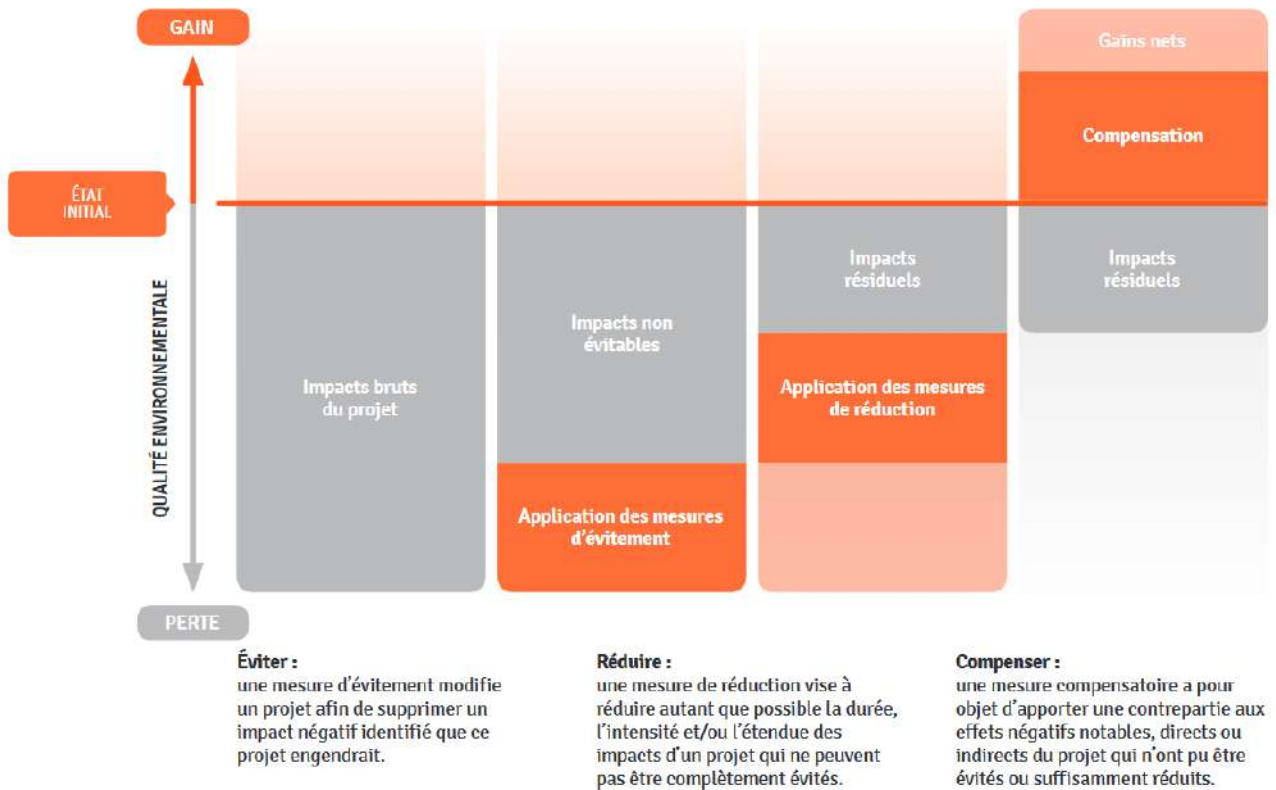 GAIN
ÉTAT
INITIAL
QUALITÉ ENVIRONNEMENTALE
PERTE
Impacts bruts
du projet
Impacts non
évitables
Application des mesures
d'évitement
Impacts
résiduels
Application des mesures
de réduction
Gains nets
Compensation
Impacts
résiduels
Éviter :
une mesure d'évitement modifie
un projet afin de supprimer un
impact négatif identifié que ce
projet engendrait.
Réduire :
une mesure de réduction vise à
réduire autant que possible la durée,
l'intensité et/ou l'étendue des
impacts d'un projet qui ne peuvent
pas être complètement évités.
Compenser :
une mesure compensatoire a pour
objet d'apporter une contrepartie aux
effets négatifs notables, directs ou
indirects du projet qui n'ont pu être
évités ou suffisamment réduits.